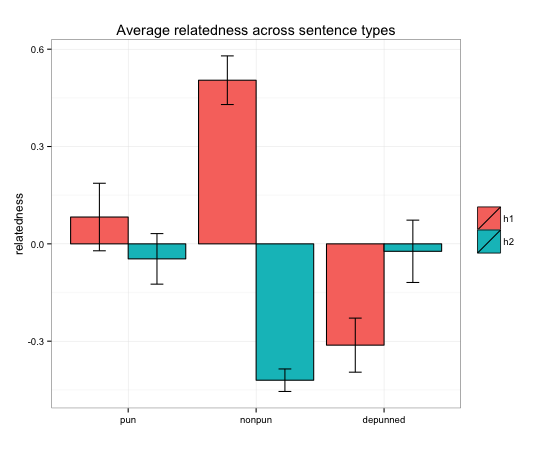 Average relatedness across sentence types
relatedness
0.6
0.3
0.0
-0.3
pun nonpun depunned
h1
h2